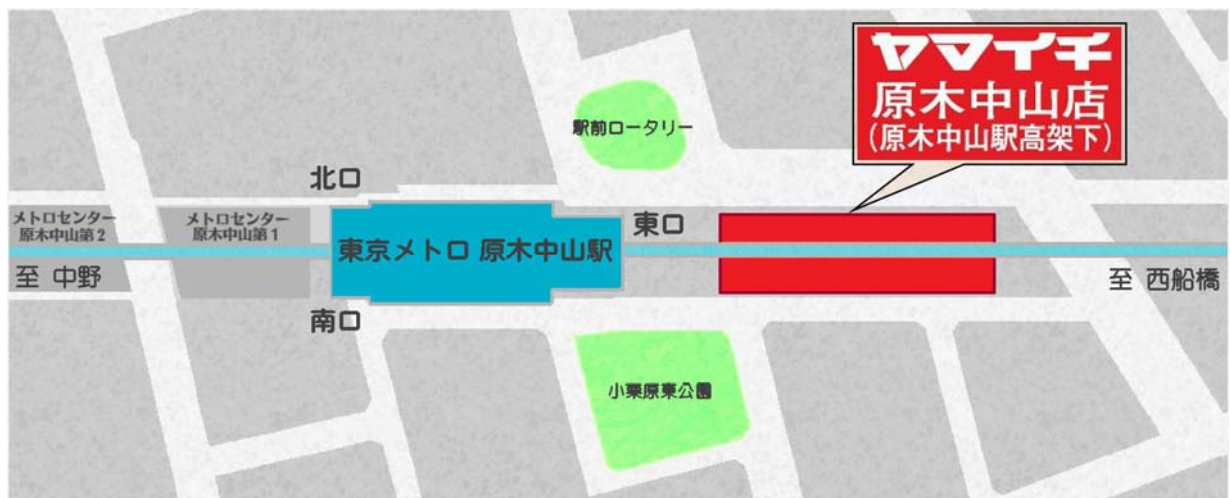 ヤマイチ
原木中山店
(原木中山駅高架下)
駅前ロータリー
北口
メトロセンター
原木中山第2
メトロセンター
原木中山第1
東京メトロ 原木中山駅
東口
至 中野
至 西船橋
南口
小栗原東公園